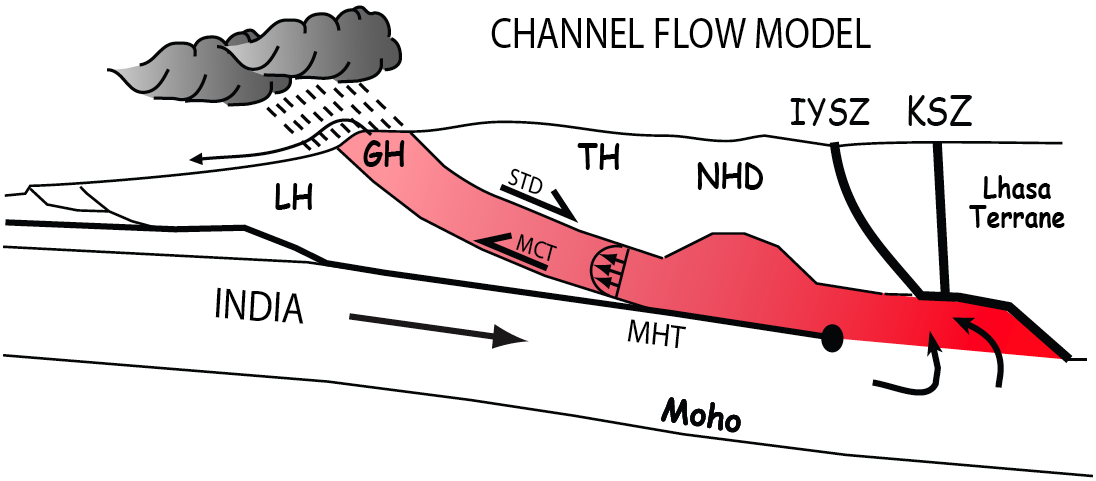 CHANNEL FLOW MODEL
IYSZ
KSZ
GH
TH
NHD
LH
STD
MCT
Lhasa
Terrane
INDIA
MHT
Moho